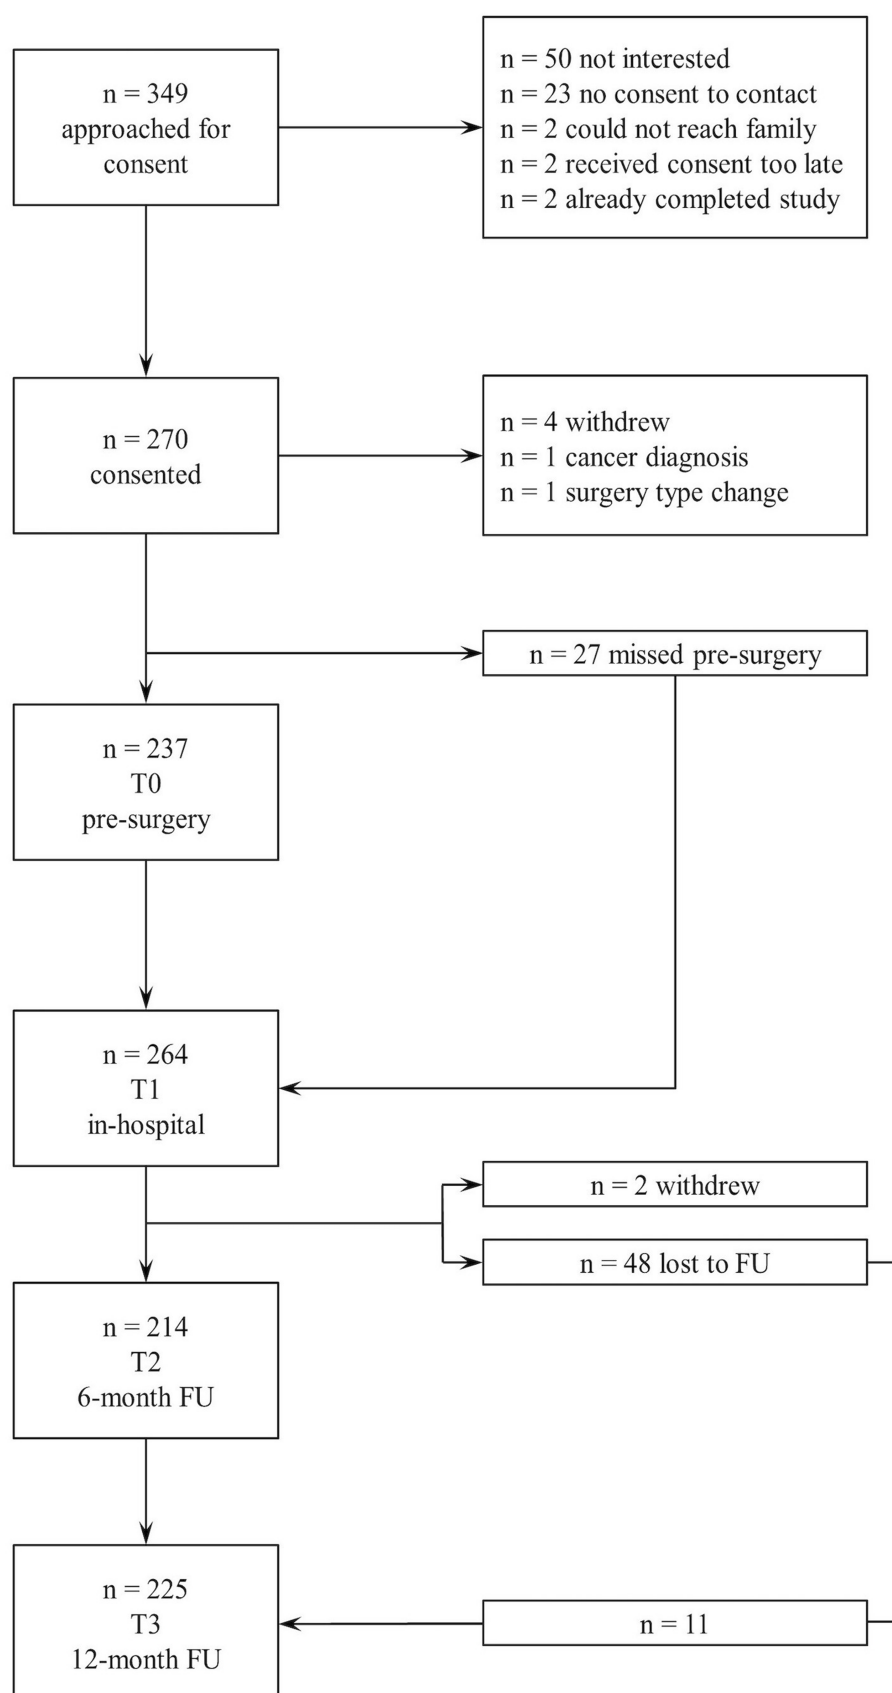 n = 349
approached for
consent
n = 50 not interested
n = 23 no consent to contact
n = 2 could not reach family
n = 2 received consent too late
n = 2 already completed study
n = 270
consented
n = 4 withdrew
n = 1 cancer diagnosis
n = 1 surgery type change
n = 27 missed pre-surgery
n = 237
T0
pre-surgery
n = 264
T1
in-hospital
n = 2 withdrew
n = 48 lost to FU
n = 214
T2
6-month FU
n = 225
T3
12-month FU
n = 11